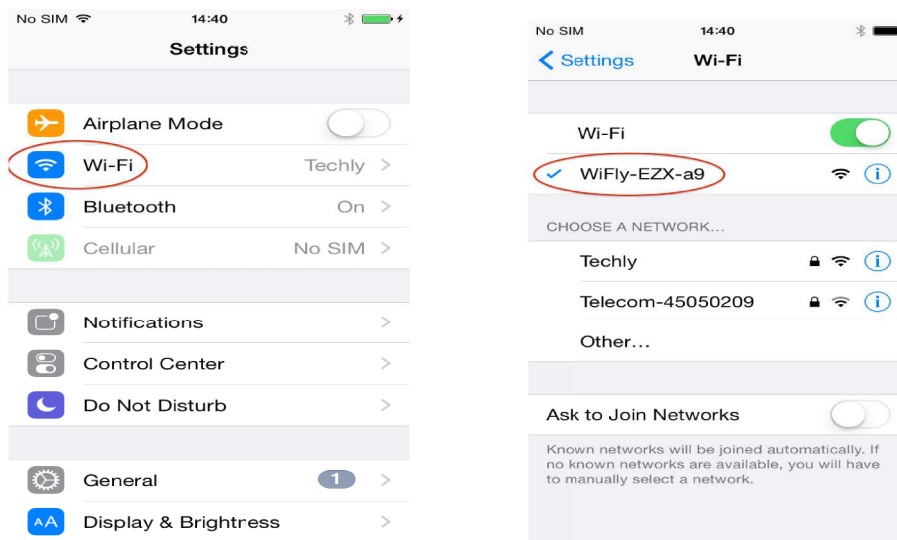 No SIM 14:40
Settings
Airplane Mode
Wi-Fi Techly
Bluetooth On
Cellular No SIM
Notifications
Control Center
Do Not Disturb
General 1
AA Display & Brightness
No SIM 14:40
Settings Wi-Fi
Wi-Fi
WiFly-EZX-a9
CHOOSE A NETWORK...
Techly
Telecom-45050209
Other...
Ask to Join Networks
Known networks will be joined automatically. If
no known networks are available, you will have
to manually select a network.